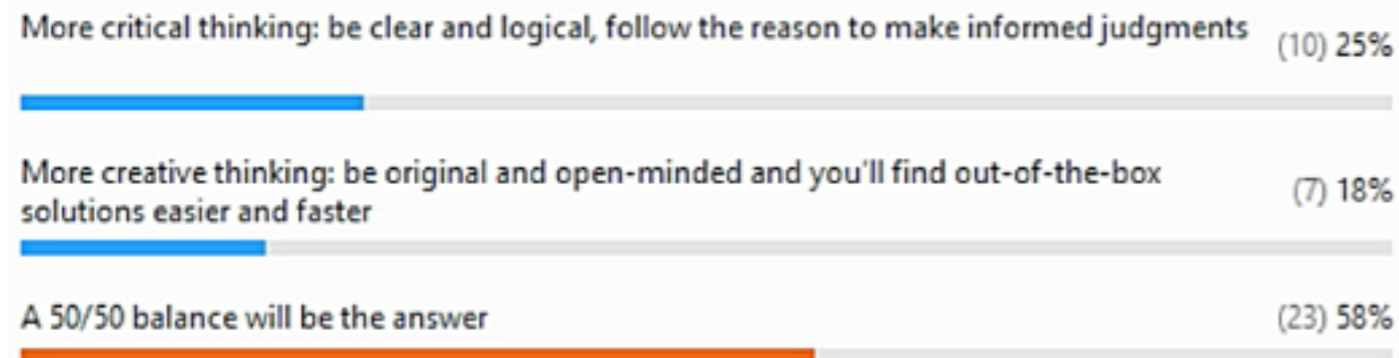 More critical thinking: be clear and logical, follow the reason to make informed judgments (10) 25%
More creative thinking: be original and open-minded and you'll find out-of-the-box
solutions easier and faster (7) 18%
A 50/50 balance will be the answer (23) 58%